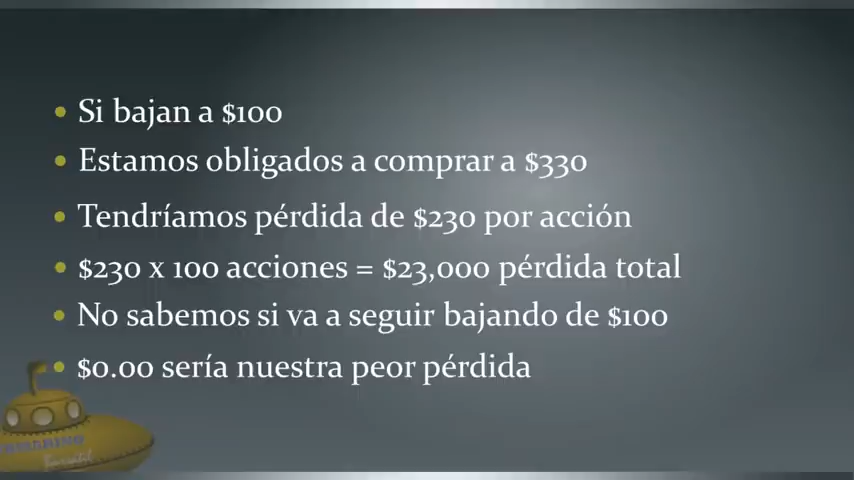 Si bajan a $100
Estamos obligados a comprar a $330
Tendríamos pérdida de $230 por acción
$230 x 100 acciones = $23,000 pérdida total
No sabemos si va a seguir bajando de $100
$0.00 sería nuestra peor pérdida